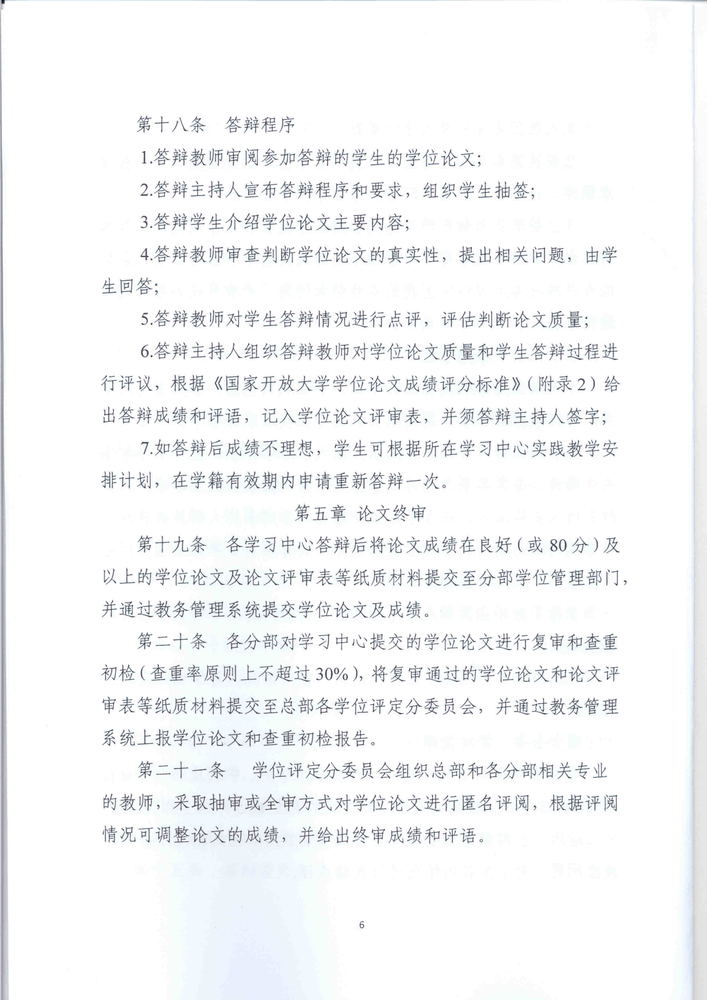 第十八条 答辩程序
1.答辩教师审阅参加答辩的学生的学位论文；
2.答辩主持人宣布答辩程序和要求，组织学生抽签；
3.答辩学生介绍学位论文主要内容；
4.答辩教师审查判断学位论文的真实性，提出相关问题，由学
生回答；
5.答辩教师对学生答辩情况进行点评，评估判断论文质量；
6.答辩主持人组织答辩教师对学位论文质量和学生答辩过程进
行评议，根据《国家开放大学学位论文成绩评分标准》（附录 2）给
出答辩成绩和评语，记入学位论文评审表，并须答辩主持人签字；
7.如答辩后成绩不理想，学生可根据所在学习中心实践教学安
排计划，在学籍有效期内申请重新答辩一次。
第五章 论文终审
第十九条 各学习中心答辩后将论文成绩在良好（或 80 分）及
以上的学位论文及论文评审表等纸质材料提交至分部学位管理部门，
并通过教务管理系统提交学位论文及成绩。
第二十条 各分部对学习中心提交的学位论文进行复审和查重
初检（查重率原则上不超过 30%），将复审通过的学位论文和论文评
审表等纸质材料提交至总部各学位评定分委员会，并通过教务管理
系统上报学位论文和查重初检报告。
第二十一条 学位评定分委员会组织总部和各分部相关专业
的教师，采取抽审或全审方式对学位论文进行匿名评阅，根据评阅
情况可调整论文的成绩，并给出终审成绩和评语。
6